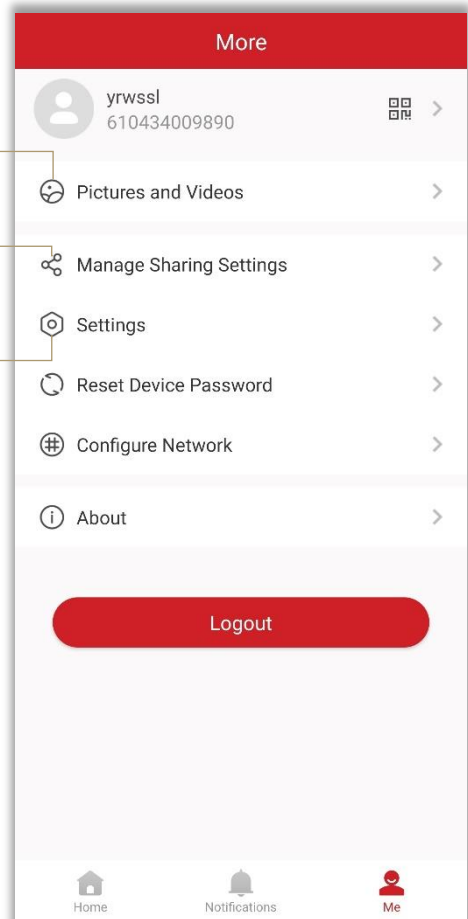 More
yrwssl
610434009890
Pictures and Videos
Manage Sharing Settings
Settings
Reset Device Password
Configure Network
About
Logout
Home
Notifications
Me